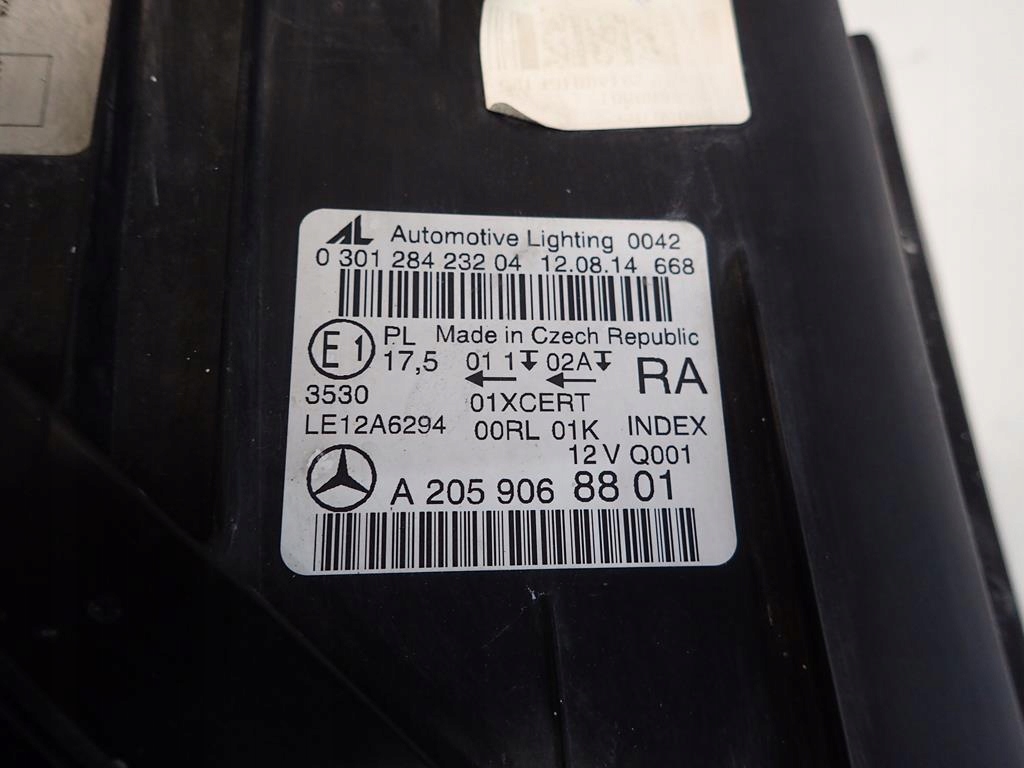 AL Automotive Lighting 0042
0 301 284 232 04 12.08.14 668
E1 PL Made in Czech Republic
17,5 01 1 02A RA
3530 01XCERT
LE12A6294 00RL 01K INDEX
12 V Q001
A 205 906 88 01